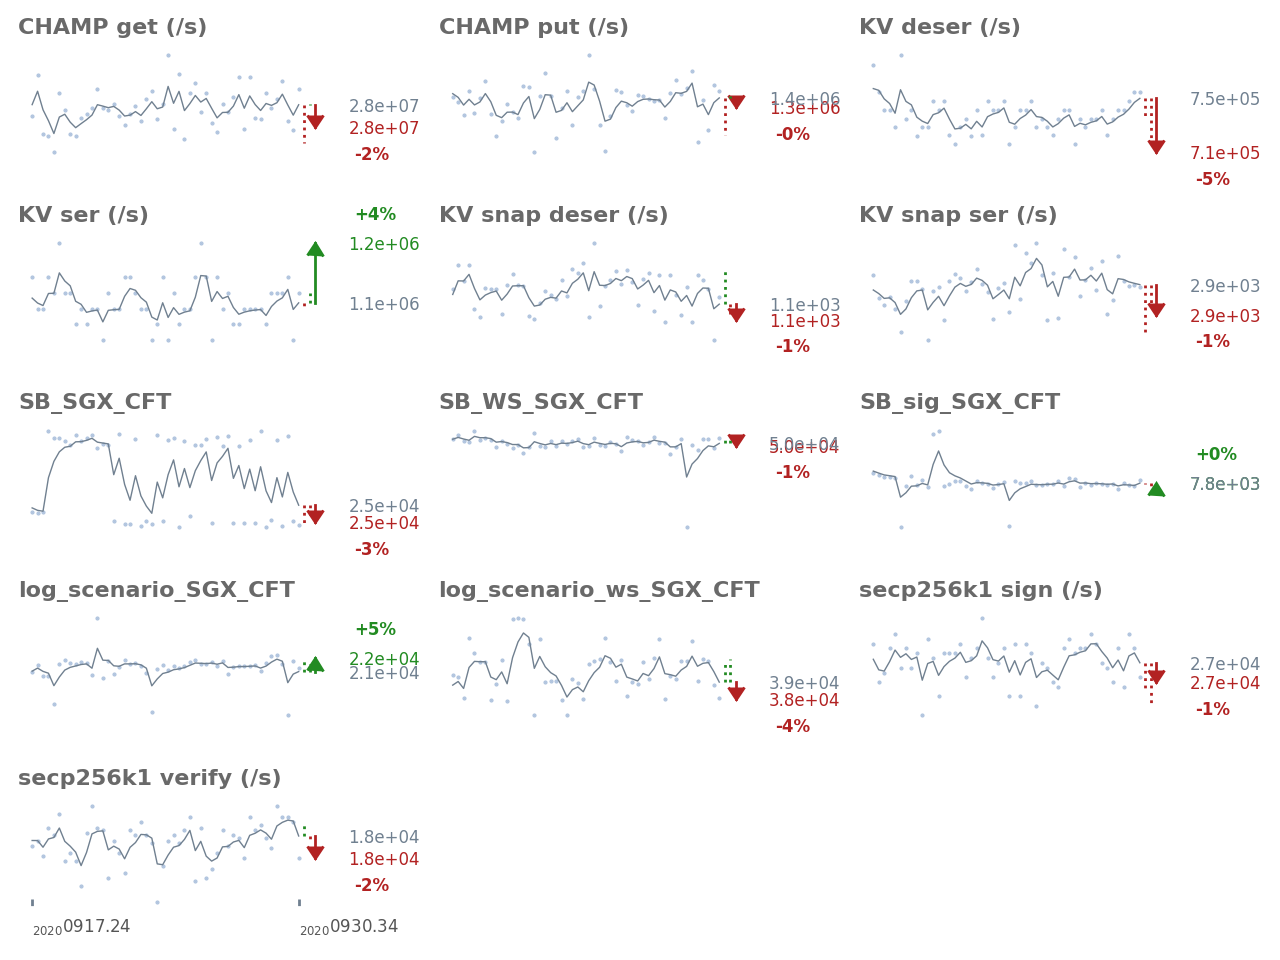 CHAMP get (/s)
2.8e+07
2.8e+07
-2%
CHAMP put (/s)
1.4e+06
1.3e+06
-0%
KV deser (/s)
7.5e+05
7.1e+05
-5%
KV ser (/s)
+4%
1.2e+06
1.1e+06
KV snap deser (/s)
1.1e+03
1.1e+03
-1%
KV snap ser (/s)
2.9e+03
2.9e+03
-1%
SB_SGX_CFT
2.5e+04
2.5e+04
-3%
SB_WS_SGX_CFT
5.0e+04
5.0e+04
-1%
SB_sig_SGX_CFT
+0%
7.8e+03
log_scenario_SGX_CFT
+5%
2.2e+04
2.1e+04
log_scenario_ws_SGX_CFT
3.9e+04
3.8e+04
-4%
secp256k1 sign (/s)
2.7e+04
2.7e+04
-1%
secp256k1 verify (/s)
1.8e+04
1.8e+04
-2%
20200917.24
20200930.34